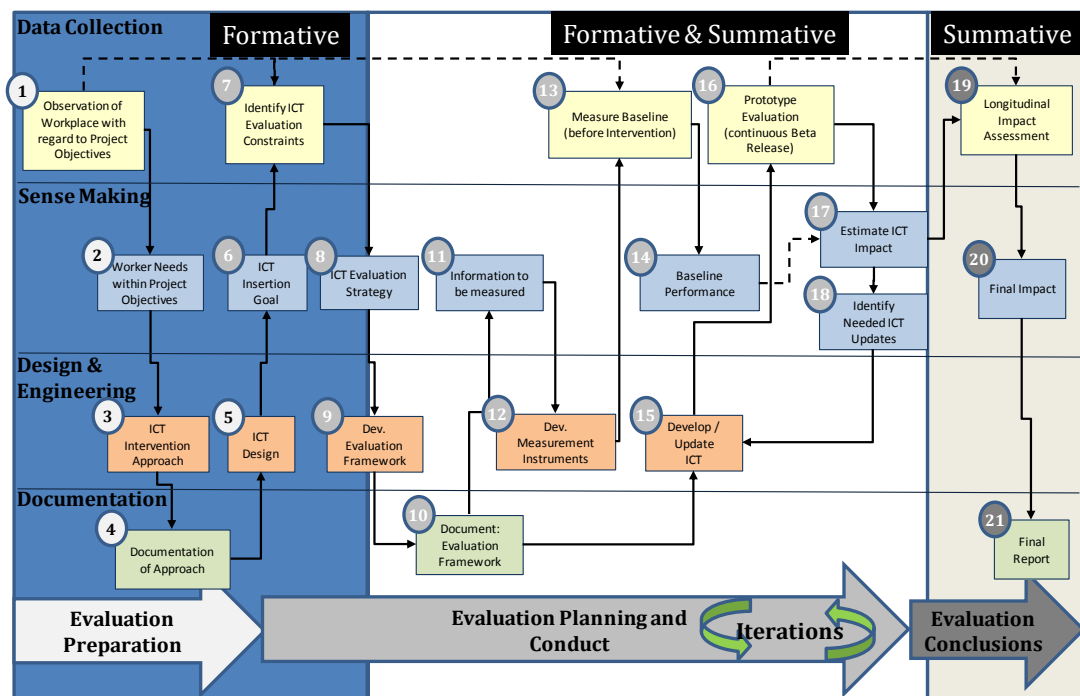 Data Collection
Formative
Formative & Summative
Summative
1
Observation of
Workplace with
regard to Project
Objectives
7
Identify ICT
Evaluation
Constraints
13
Measure Baseline
(before Intervention)
16
Prototype
Evaluation
(continuous Beta
Release)
19
Longitudinal
Impact
Assessment
Sense Making
2
Worker Needs
within Project
Objectives
6
ICT
Insertion
Goal
8
ICT Evaluation
Strategy
11
Information to
be measured
14
Baseline
Performance
17
Estimate ICT
Impact
18
Identify
Needed ICT
Updates
20
Final Impact
Design &
Engineering
3
ICT
Intervention
Approach
5
ICT
Design
9
Dev.
Evaluation
Framework
12
Dev.
Measurement
Instruments
15
Develop /
Update
ICT
Documentation
4
Documentation
of Approach
10
Document:
Evaluation
Framework
21
Final
Report
Evaluation
Preparation
Evaluation Planning and
Conduct
Iterations
Evaluation
Conclusions